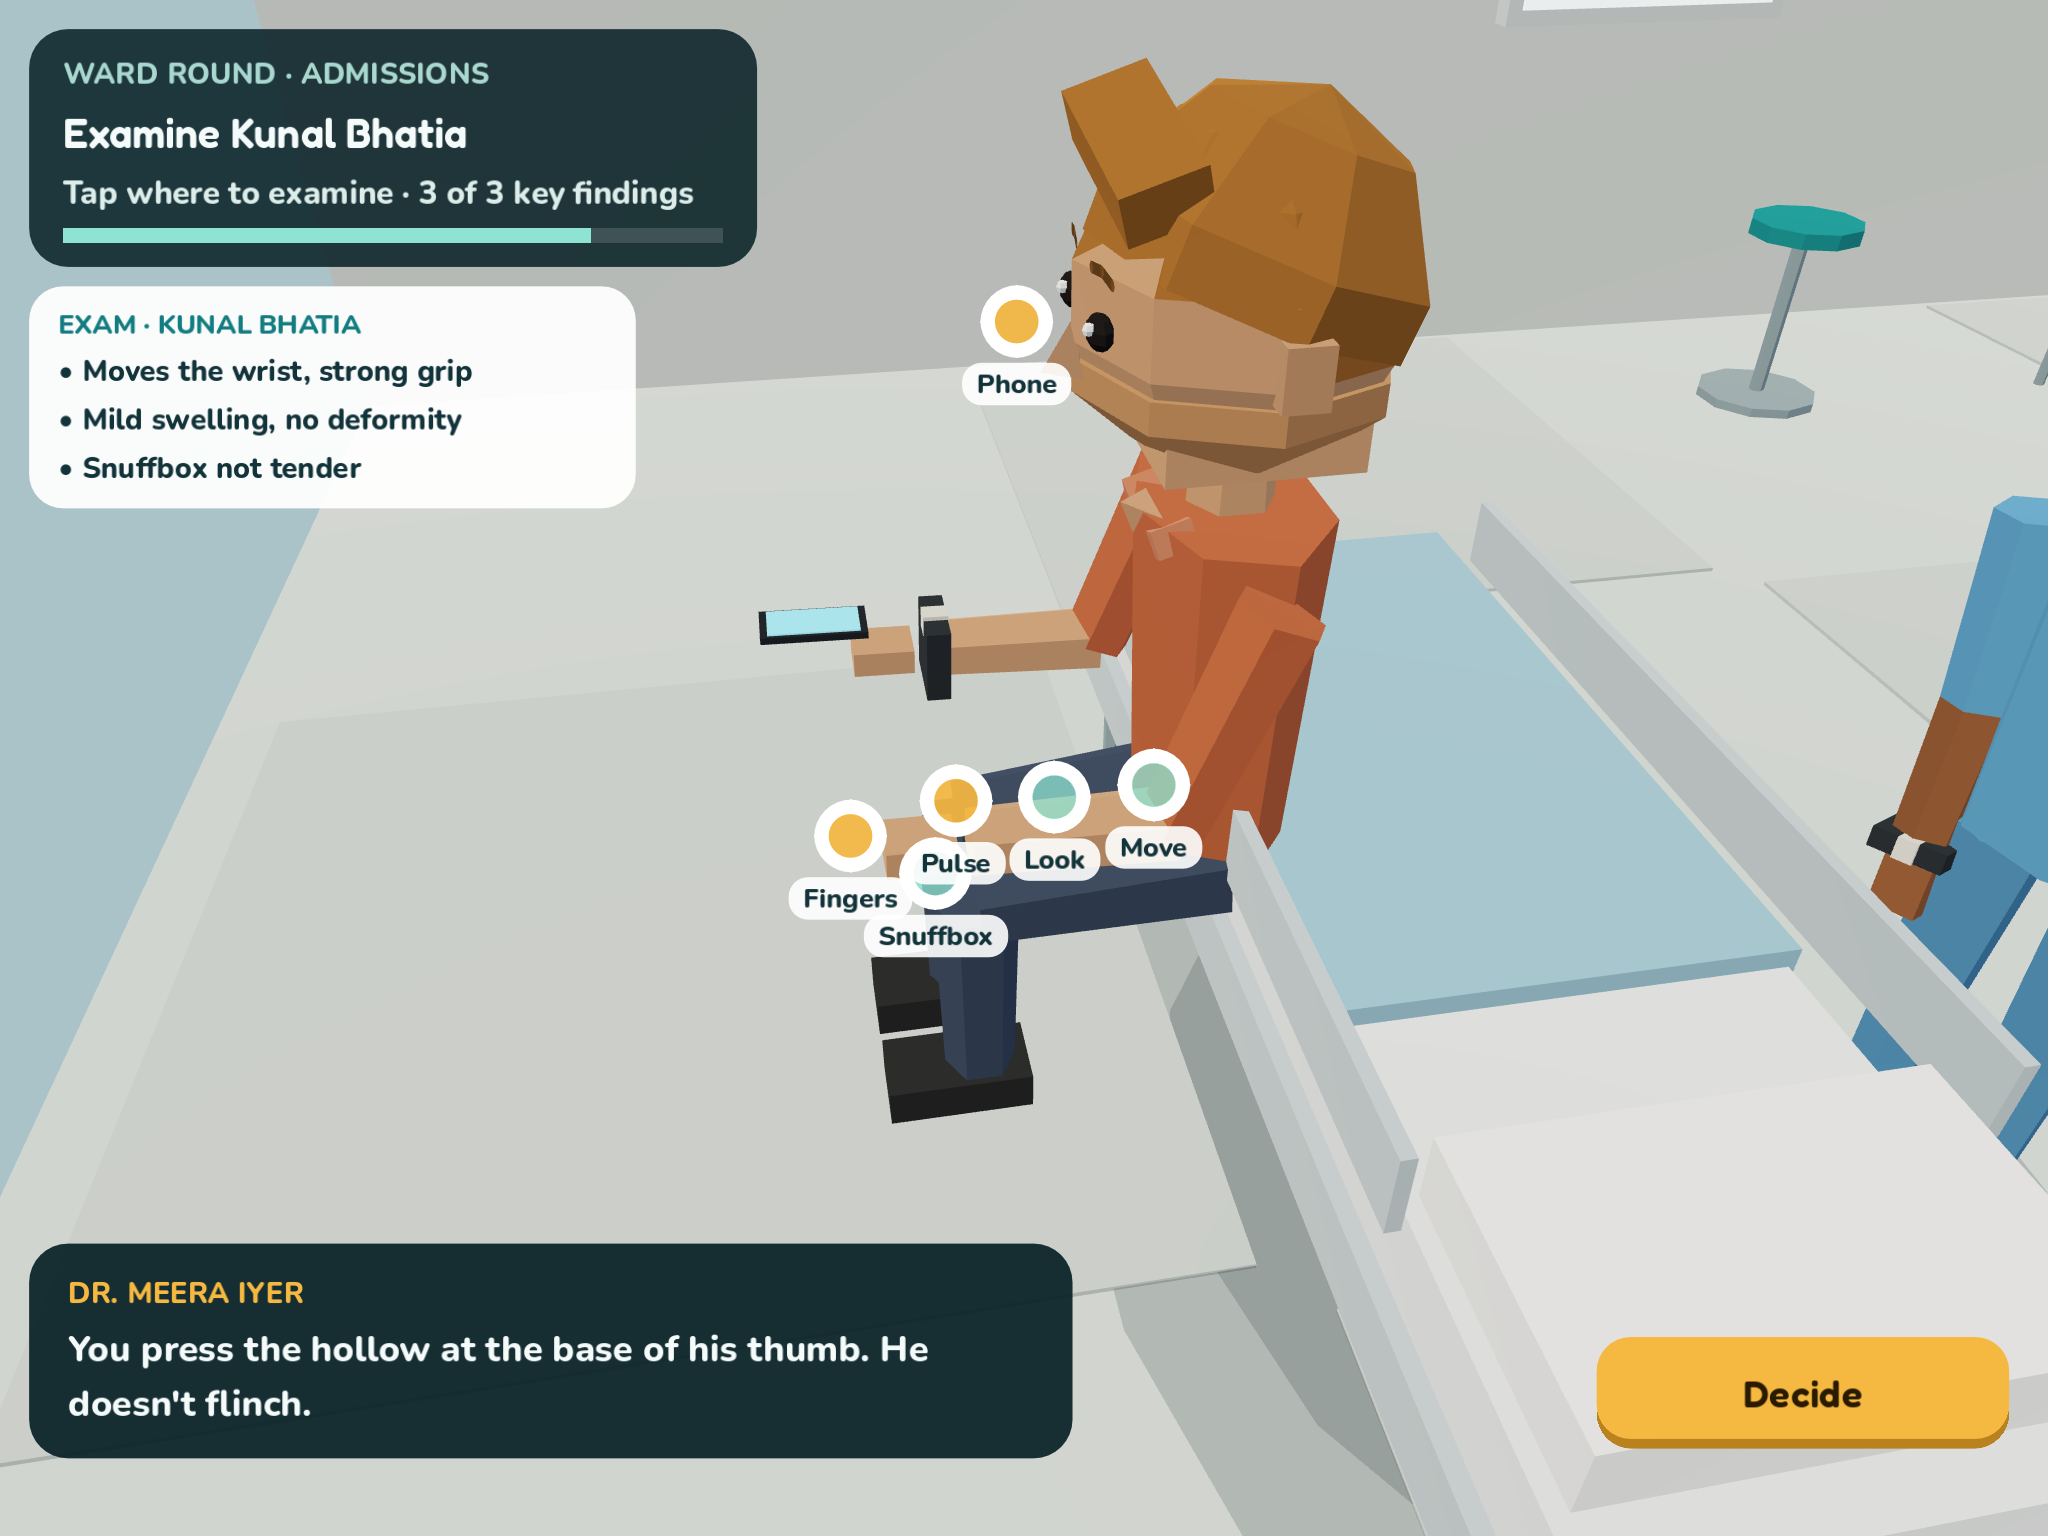 WARD ROUND · ADMISSIONS
Examine Kunal Bhatia
Tap where to examine · 3 of 3 key findings
EXAM · KUNAL BHATIA
• Moves the wrist, strong grip
• Mild swelling, no deformity
• Snuffbox not tender
Phone
Pulse
Look
Move
Fingers
Snuffbox
DR. MEERA IYER
You press the hollow at the base of his thumb. He
doesn't flinch.
Decide